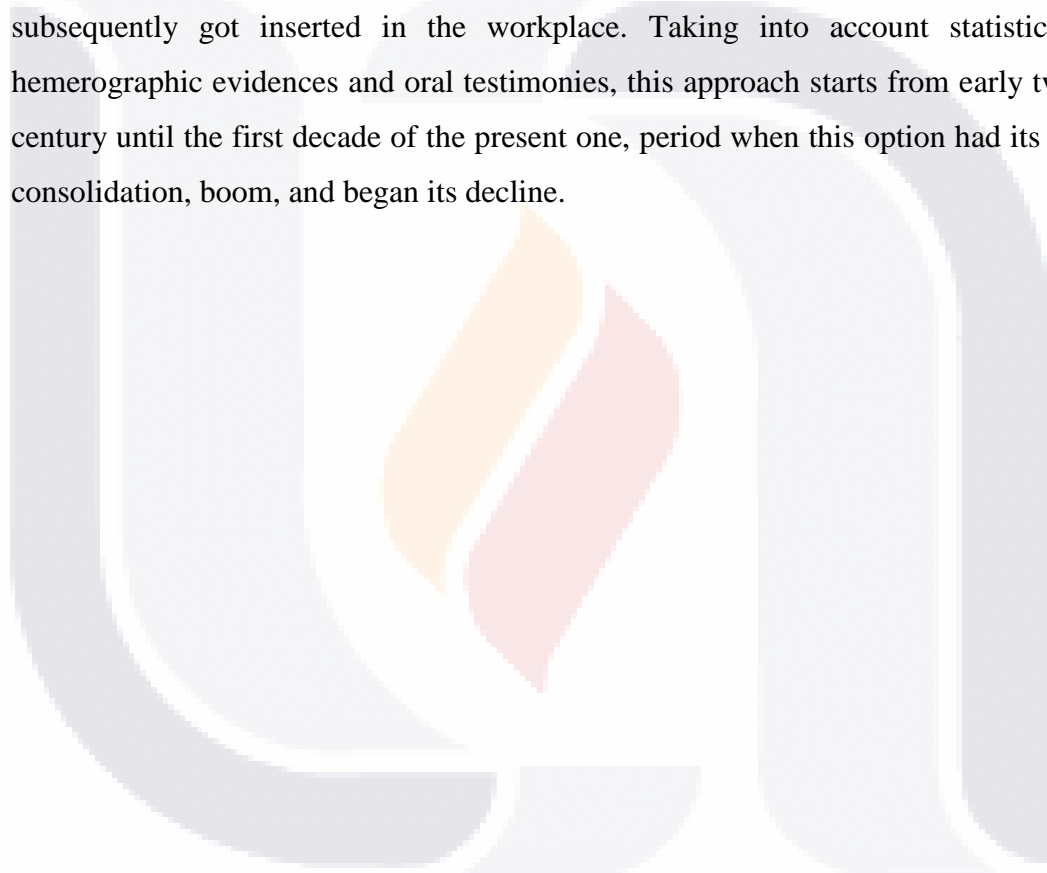 subsequently got inserted in the workplace. Taking into account statistic
hemerographic evidences and oral testimonies, this approach starts from early
century until the first decade of the present one, period when this option had its
consolidation, boom, and began its decline.